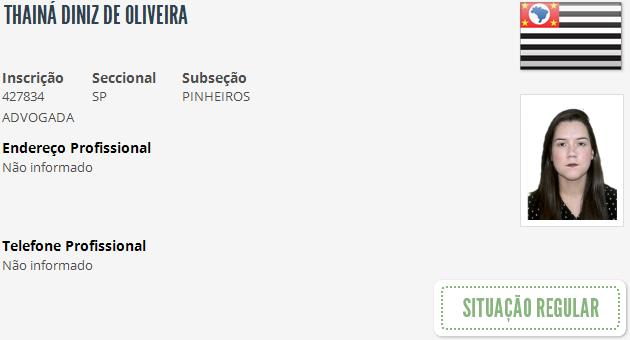 THAINÁ DINIZ DE OLIVEIRA
Inscrição Seccional Subseção
427834 SP PINHEIROS
ADVOGADA
Endereço Profissional
Não informado
Telefone Profissional
Não informado
SITUAÇÃO REGULAR